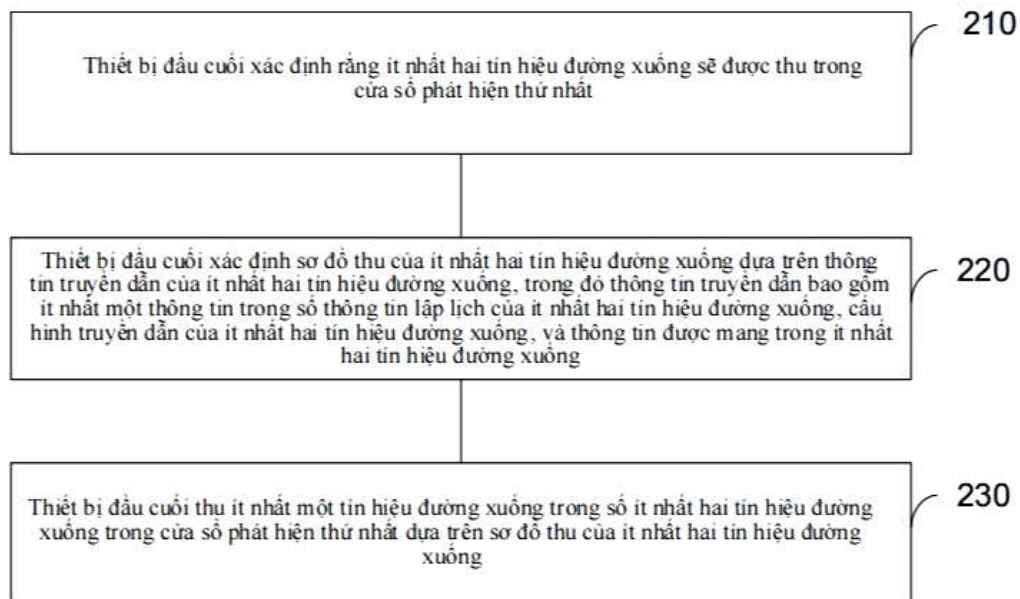 210
Thiết bị đầu cuối xác định rằng ít nhất hai tín hiệu đường xuống sẽ được thu trong
cửa sổ phát hiện thứ nhất
220
Thiết bị đầu cuối xác định sơ đồ thu của ít nhất hai tín hiệu đường xuống dựa trên thông
tin truyền dẫn của ít nhất hai tín hiệu đường xuống, trong đó thông tin truyền dẫn bao gồm
ít nhất một thông tin trong số thông tin lập lịch của ít nhất hai tín hiệu đường xuống, cấu
hình truyền dẫn của ít nhất hai tín hiệu đường xuống, và thông tin được mang trong ít nhất
hai tín hiệu đường xuống
230
Thiết bị đầu cuối thu ít nhất một tín hiệu đường xuống trong số ít nhất hai tín hiệu đường
xuống trong cửa sổ phát hiện thứ nhất dựa trên sơ đồ thu của ít nhất hai tín hiệu đường
xuống